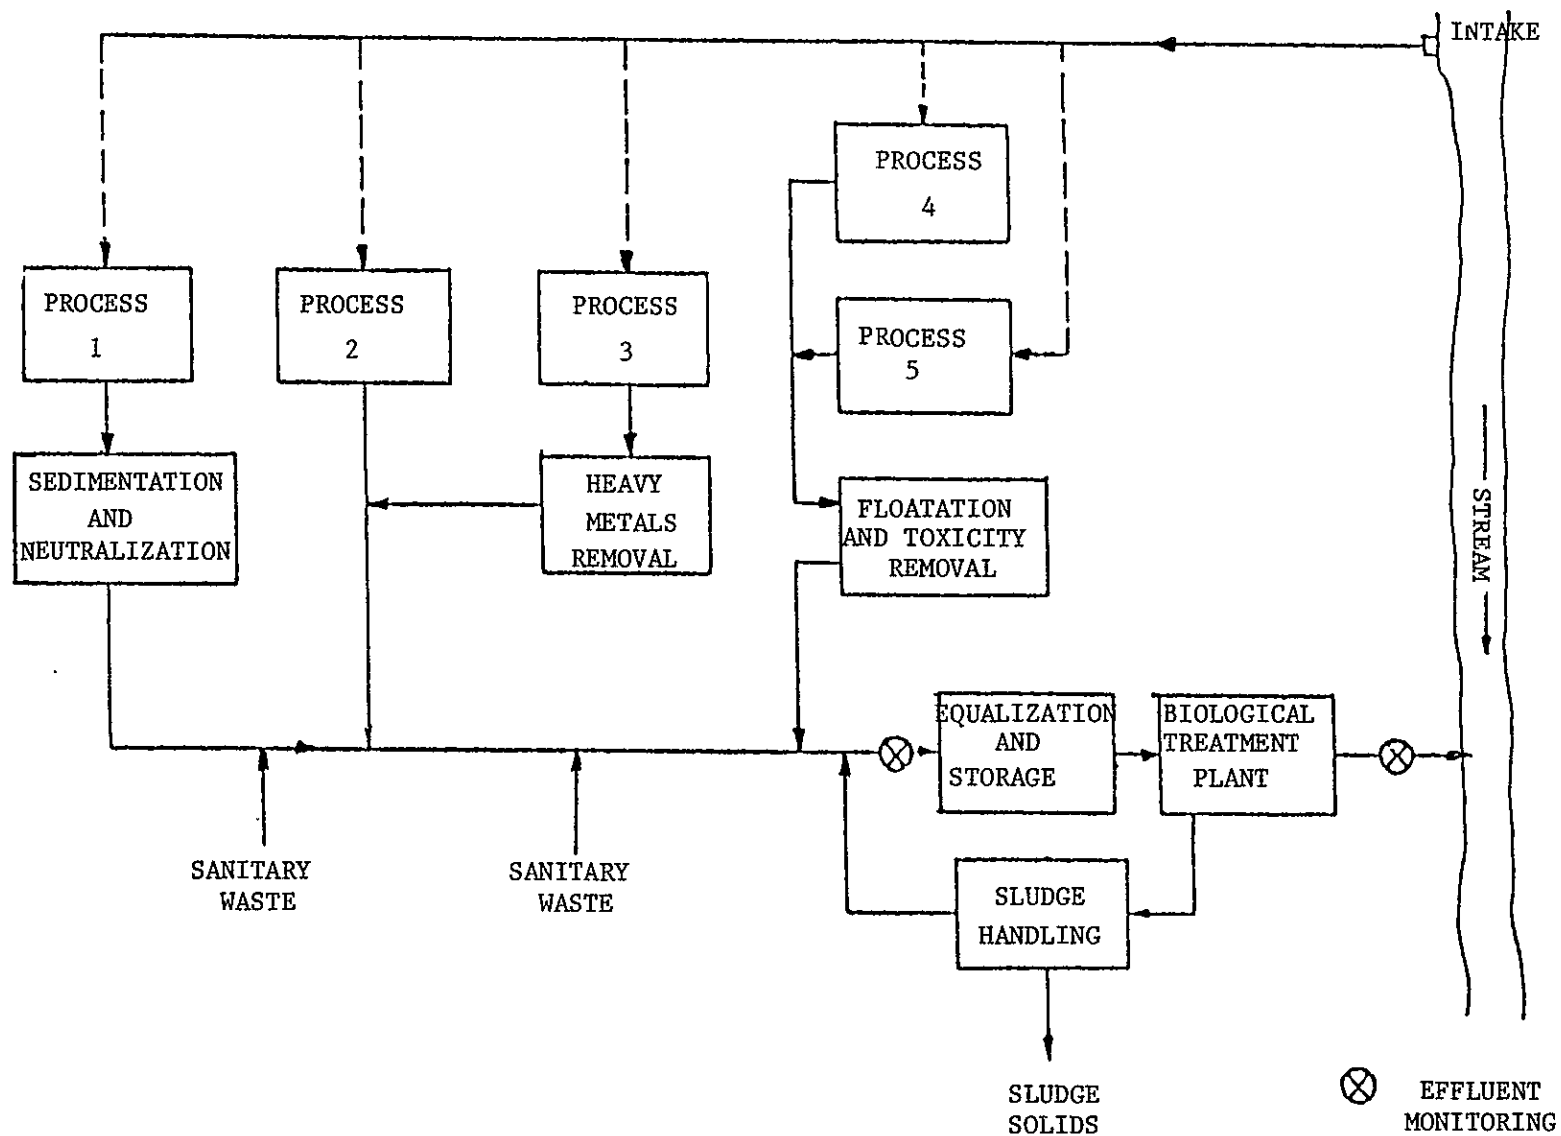 INTAKE
PROCESS
4
PROCESS
1
PROCESS
2
PROCESS
3
PROCESS
5
SEDIMENTATION
AND
NEUTRALIZATION
HEAVY
METALS
REMOVAL
FLOATATION
AND TOXICITY
REMOVAL
STREAM
EQUALIZATION
AND
STORAGE
BIOLOGICAL
TREATMENT
PLANT
SANITARY
WASTE
SANITARY
WASTE
SLUDGE
HANDLING
SLUDGE
SOLIDS
EFFLUENT
MONITORING